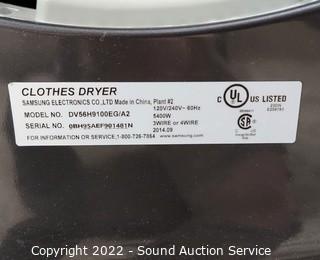 CLOTHES DRYER
SAMSUNG ELECTRONICS CO.,LTD Made in China, Plant #2
MODEL NO. DV56H9100EG/A2
SERIAL NO. 0BH95AEF901481N
FOR INFORMATION OR SERVICE,1-800-726-7864 www.samsung.com
120V/240V~ 60Hz
5400W
3WIRE or 4WIRE
2014.09
C UL US LISTED
Copyright 2022 - Sound Auction Service